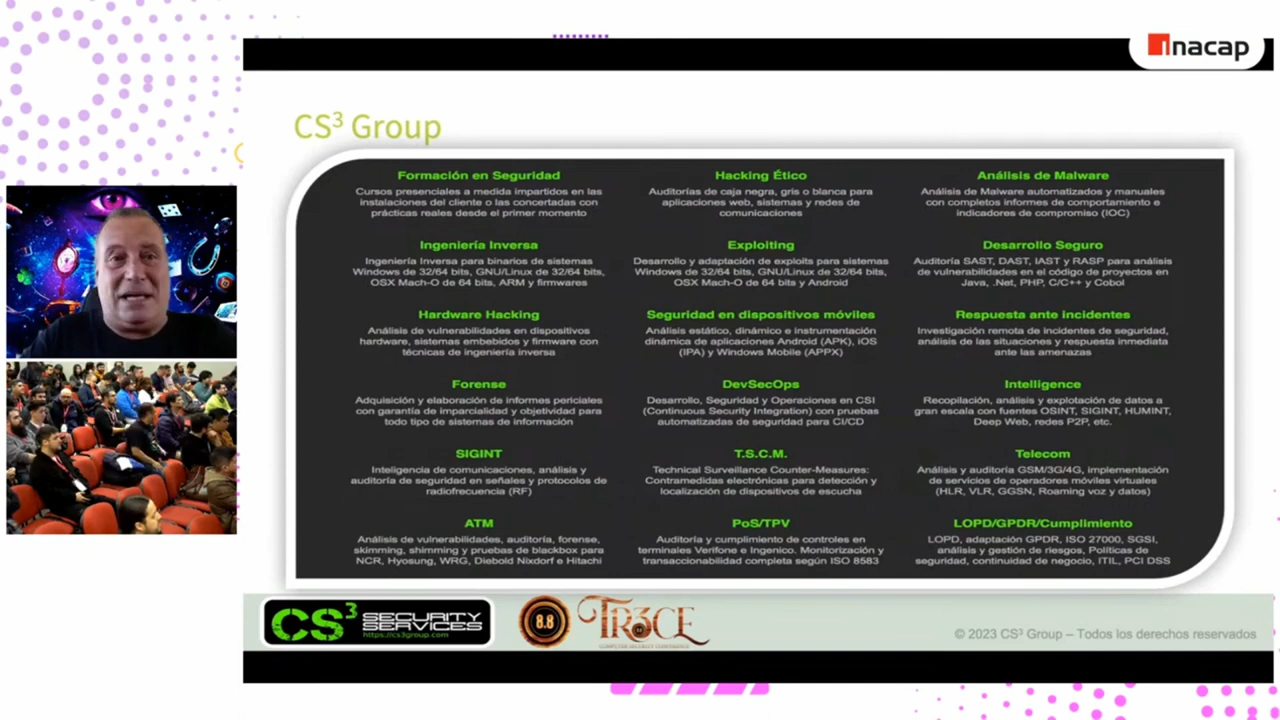 ınacap
CS³ Group
Formación en Seguridad
Cursos presenciales a medida impartidos en las
instalaciones del cliente o las concertadas con
prácticas reales desde el primer momento
Hacking Ético
Auditorías de caja negra, gris o blanca para
aplicaciones web, sistemas y redes de
comunicaciones
Análisis de Malware
Análisis de Malware automatizados y manuales
con completos informes de comportamiento e
indicadores de compromiso (IOC)
Ingeniería Inversa
Ingeniería Inversa para binarios de sistemas
Windows de 32/64 bits, GNU/Linux de 32/64 bits,
OSX Mach-O de 64 bits, ARM y firmwares
Exploiting
Desarrollo y adaptación de exploits para sistemas
Windows de 32/64 bits, GNU/Linux de 32/64 bits,
OSX Mach-O de 64 bits y Android
Desarrollo Seguro
Auditoría SAST, DAST, IAST y RASP para análisis
de vulnerabilidades en el código de proyectos en
Java, .Net, PHP, C/C++ y Cobol
Hardware Hacking
Análisis de vulnerabilidades en dispositivos
hardware, sistemas embebidos y firmware con
técnicas de ingeniería inversa
Seguridad en dispositivos móviles
Análisis estático, dinámico e instrumentación
dinámica de aplicaciones Android (APK), iOS
(IPA) y Windows Mobile (APPX)
Respuesta ante incidentes
Investigación remota de incidentes de seguridad,
análisis de las situaciones y respuesta inmediata
ante las amenazas
Forense
Adquisición y elaboración de informes periciales
con garantía de imparcialidad y objetividad para
todo tipo de sistemas de información
DevSecOps
Desarrollo, Seguridad y Operaciones en CSI
(Continuous Security Integration) con pruebas
automatizadas de seguridad para CI/CD
Intelligence
Recopilación, análisis y explotación de datos a
gran escala con fuentes OSINT, SIGINT, HUMINT,
Deep Web, redes P2P, etc.
SIGINT
Inteligencia de comunicaciones, análisis y
auditoría de seguridad en señales y protocolos de
radiofrecuencia (RF)
T.S.C.M.
Technical Surveillance Counter-Measures:
Contramedidas electrónicas para detección y
localización de dispositivos de escucha
Telecom
Análisis y auditoría GSM/3G/4G, implementación
de servicios de operadores móviles virtuales
(HLR, VLR, GGSN, Roaming voz y datos)
ATM
Análisis de vulnerabilidades, auditoría, forense,
skimming, shimming y pruebas de blackbox para
NCR, Hyosung, WRG, Diebold Nixdorf e Hitachi
PoS/TPV
Auditoría y cumplimiento de controles en
terminales Verifone e Ingenico. Monitorización y
transaccionabilidad completa según ISO 8583
LOPD/GPDR/Cumplimiento
LOPD, adaptación GPDR, ISO 27000, SGSI,
análisis y gestión de riesgos, Políticas de
seguridad, continuidad de negocio, ITIL, PCI DSS
CS³ SECURITY
SERVICES
https://cs3group.com
8.8
TR3CE
COMPUTER SECURITY CONFERENCE
© 2023 CS³ Group – Todos los derechos reservados